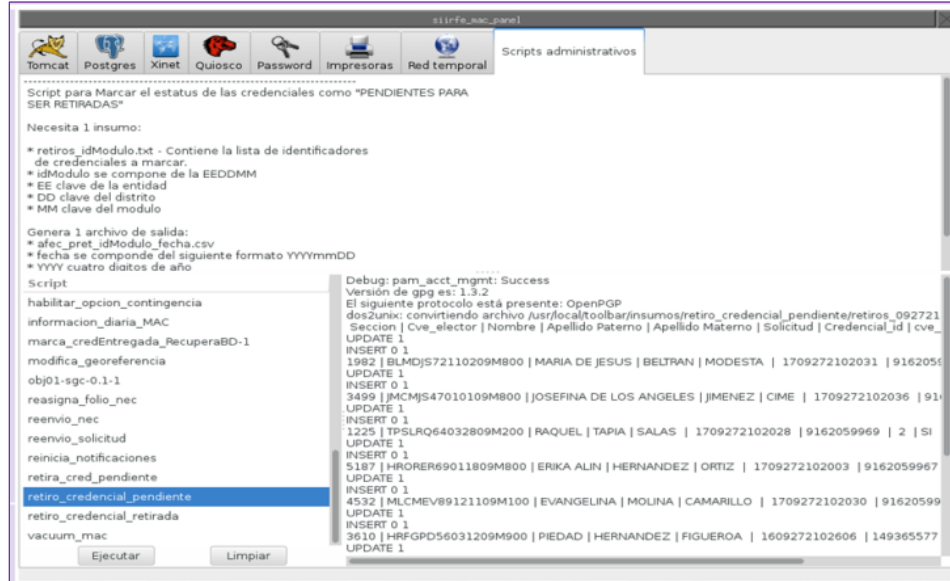 siirfe_mac_panel
Tomcat Postgres Xinet Quiosco Password Impresoras Red temporal Scripts administrativos
Script para Marcar el estatus de las credenciales como "PENDIENTES PARA
SER RETIRADAS"
Necesita 1 insumo:
* retiros_idModulo.txt - Contiene la lista de identificadores
de credenciales a marcar.
* idModulo se compone de la EEDDMM
* EE clave de la entidad
* DD clave del distrito
* MM clave del modulo
Genera 1 archivo de salida:
* afec_pret_idModulo_fecha.csv
* fecha se componde del siguiente formato YYYYmmDD
* YYYY cuatro digitos de año
Script
habilitar_opcion_contingencia
informacion_diaria_MAC
marca_credEntregada_RecuperaBD-1
modifica_georeferencia
obj01-sgc-0.1-1
reasigna_folio_nec
reenvio_nec
reenvio_solicitud
reinicia_notificaciones
retira_cred_pendiente
retiro_credencial_pendiente
retiro_credencial_retirada
vacuum_mac
Ejecutar Limpiar
Debug: pam_acct_mgmt: Success
Versión de gpg es: 1.3.2
El siguiente protocolo está presente: OpenPGP
dos2unix: convirtiendo archivo /usr/local/toolbar/insumos/retiro_credencial_pendiente/retiros_092721
Seccion | Cve_elector | Nombre | Apellido Paterno | Apellido Materno | Solicitud | Credencial_id | cve_
UPDATE 1
INSERT 0 1
1982 | BLMDJS72110209M800 | MARIA DE JESUS | BELTRAN | MODESTA | 1709272102031 | 9162059
UPDATE 1
INSERT 0 1
3499 | JMCMJS47010109M800 | JOSEFINA DE LOS ANGELES | JIMENEZ | CIME | 1709272102036 | 91
UPDATE 1
INSERT 0 1
1225 | TPSLRQ64032809M200 | RAQUEL | TAPIA | SALAS | 1709272102028 | 9162059969 | 2 | SI
UPDATE 1
INSERT 0 1
5187 | HRORER69011809M800 | ERIKA ALIN | HERNANDEZ | ORTIZ | 1709272102003 | 9162059967
UPDATE 1
INSERT 0 1
4532 | MLCMEV89121109M100 | EVANGELINA | MOLINA | CAMARILLO | 1709272102030 | 91620599
UPDATE 1
INSERT 0 1
3610 | HRFGPD56031209M900 | PIEDAD | HERNANDEZ | FIGUEROA | 1609272102606 | 149365577
UPDATE 1